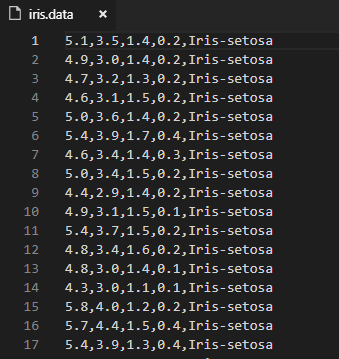 iris.data ×
1 5.1,3.5,1.4,0.2,Iris-setosa
2 4.9,3.0,1.4,0.2,Iris-setosa
3 4.7,3.2,1.3,0.2,Iris-setosa
4 4.6,3.1,1.5,0.2,Iris-setosa
5 5.0,3.6,1.4,0.2,Iris-setosa
6 5.4,3.9,1.7,0.4,Iris-setosa
7 4.6,3.4,1.4,0.3,Iris-setosa
8 5.0,3.4,1.5,0.2,Iris-setosa
9 4.4,2.9,1.4,0.2,Iris-setosa
10 4.9,3.1,1.5,0.1,Iris-setosa
11 5.4,3.7,1.5,0.2,Iris-setosa
12 4.8,3.4,1.6,0.2,Iris-setosa
13 4.8,3.0,1.4,0.1,Iris-setosa
14 4.3,3.0,1.1,0.1,Iris-setosa
15 5.8,4.0,1.2,0.2,Iris-setosa
16 5.7,4.4,1.5,0.4,Iris-setosa
17 5.4,3.9,1.3,0.4,Iris-setosa